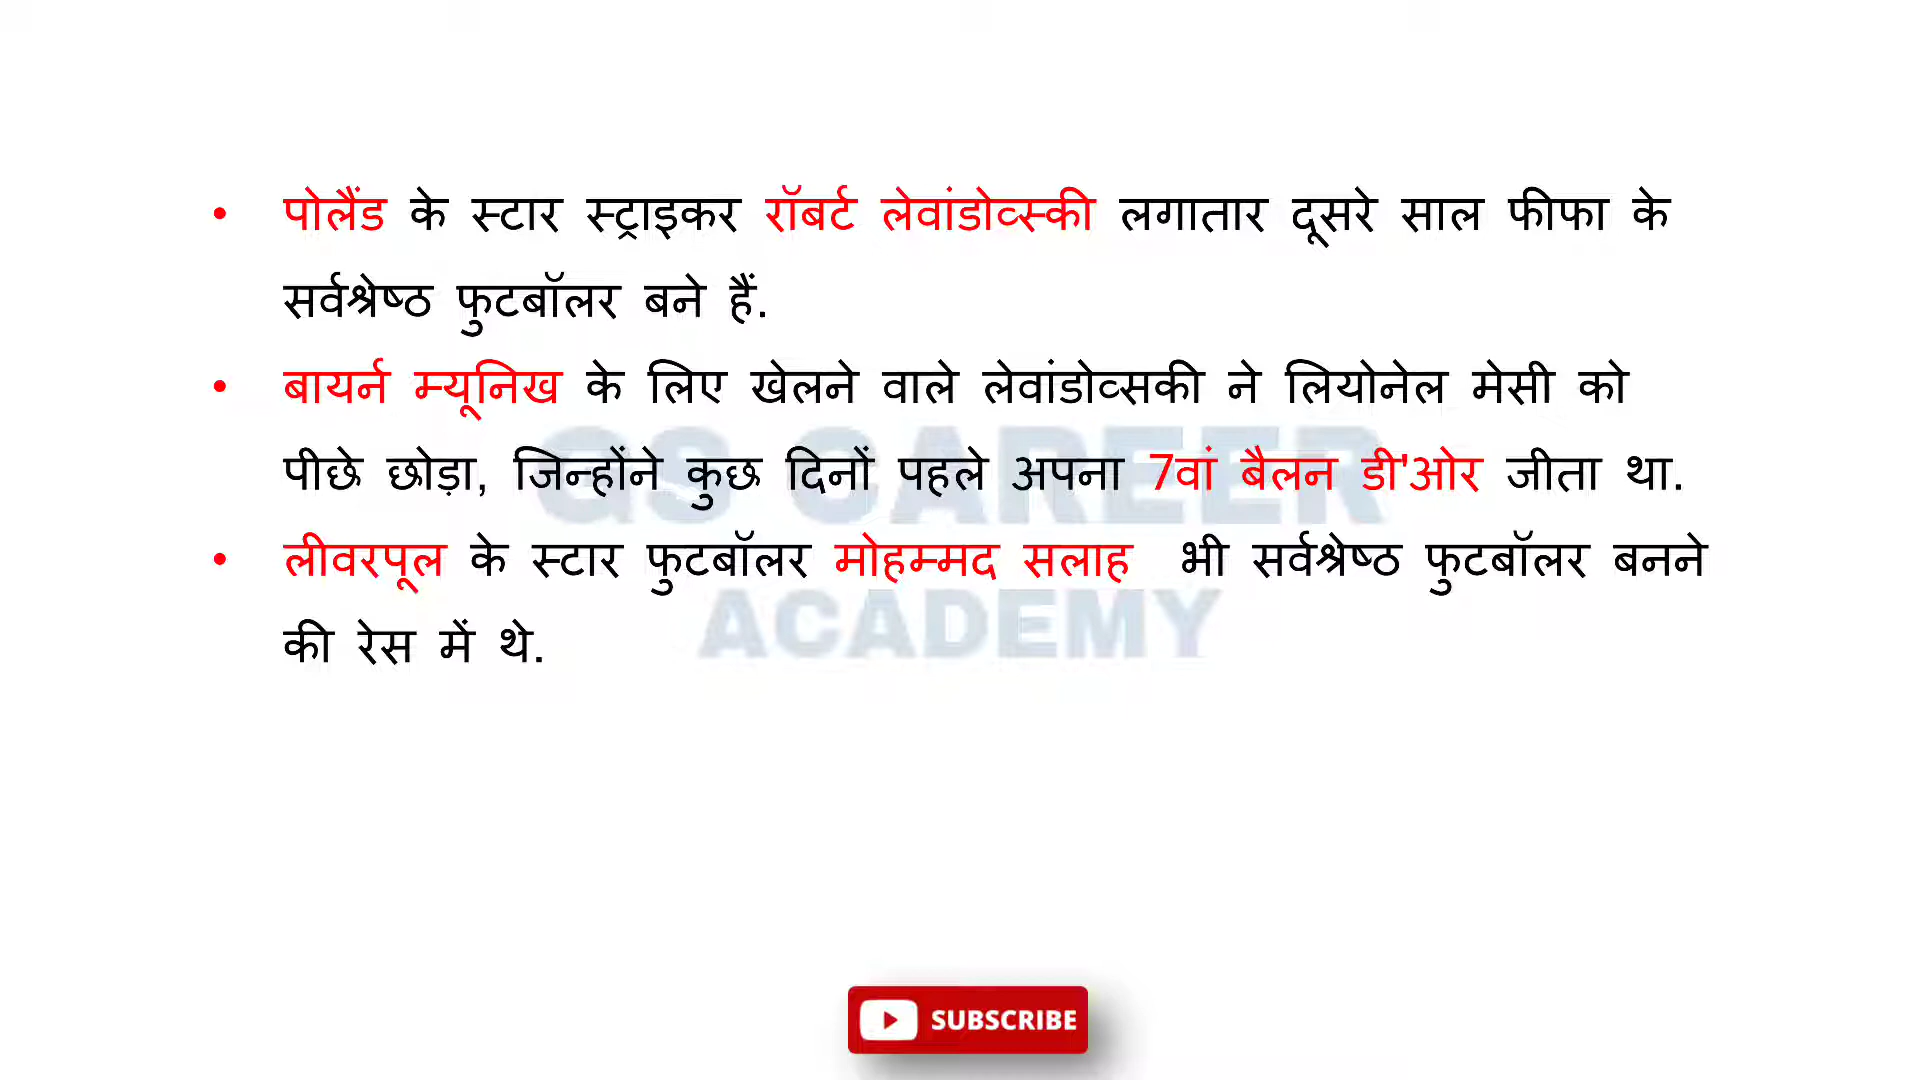 • पोलैंड के स्टार स्ट्राइकर रॉबर्ट लेवांडोव्स्की लगातार दूसरे साल फीफा के
सर्वश्रेष्ठ फुटबॉलर बने हैं.
• बायर्न म्यूनिख के लिए खेलने वाले लेवांडोव्सकी ने लियोनेल मेसी को
पीछे छोड़ा, जिन्होंने कुछ दिनों पहले अपना 7वां बैलन डी'ओर जीता था.
• लीवरपूल के स्टार फुटबॉलर मोहम्मद सलाह भी सर्वश्रेष्ठ फुटबॉलर बनने
की रेस में थे.
GS CAREER
ACADEMY
SUBSCRIBE